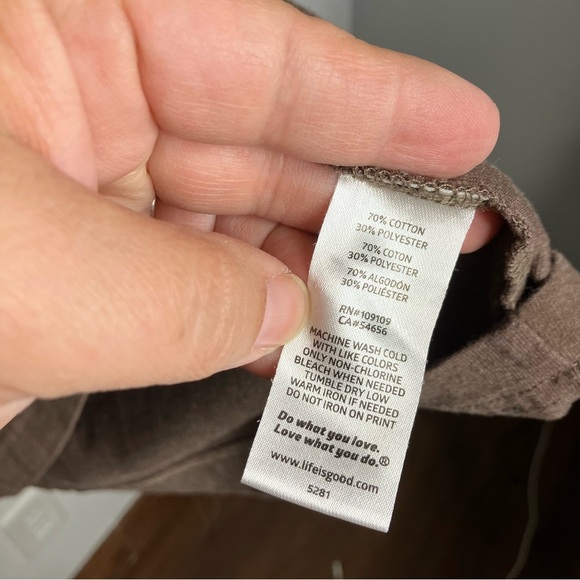 70% COTTON
30% POLYESTER
70% COTON
30% POLYESTER
70% ALGODÓN
30% POLIÉSTER
RN#109109
CA#54656
MACHINE WASH COLD
WITH LIKE COLORS
ONLY NON-CHLORINE
BLEACH WHEN NEEDED
TUMBLE DRY LOW
WARM IRON IF NEEDED
DO NOT IRON ON PRINT
Do what you love.
Love what you do.®
www.lifeisgood.com
5281